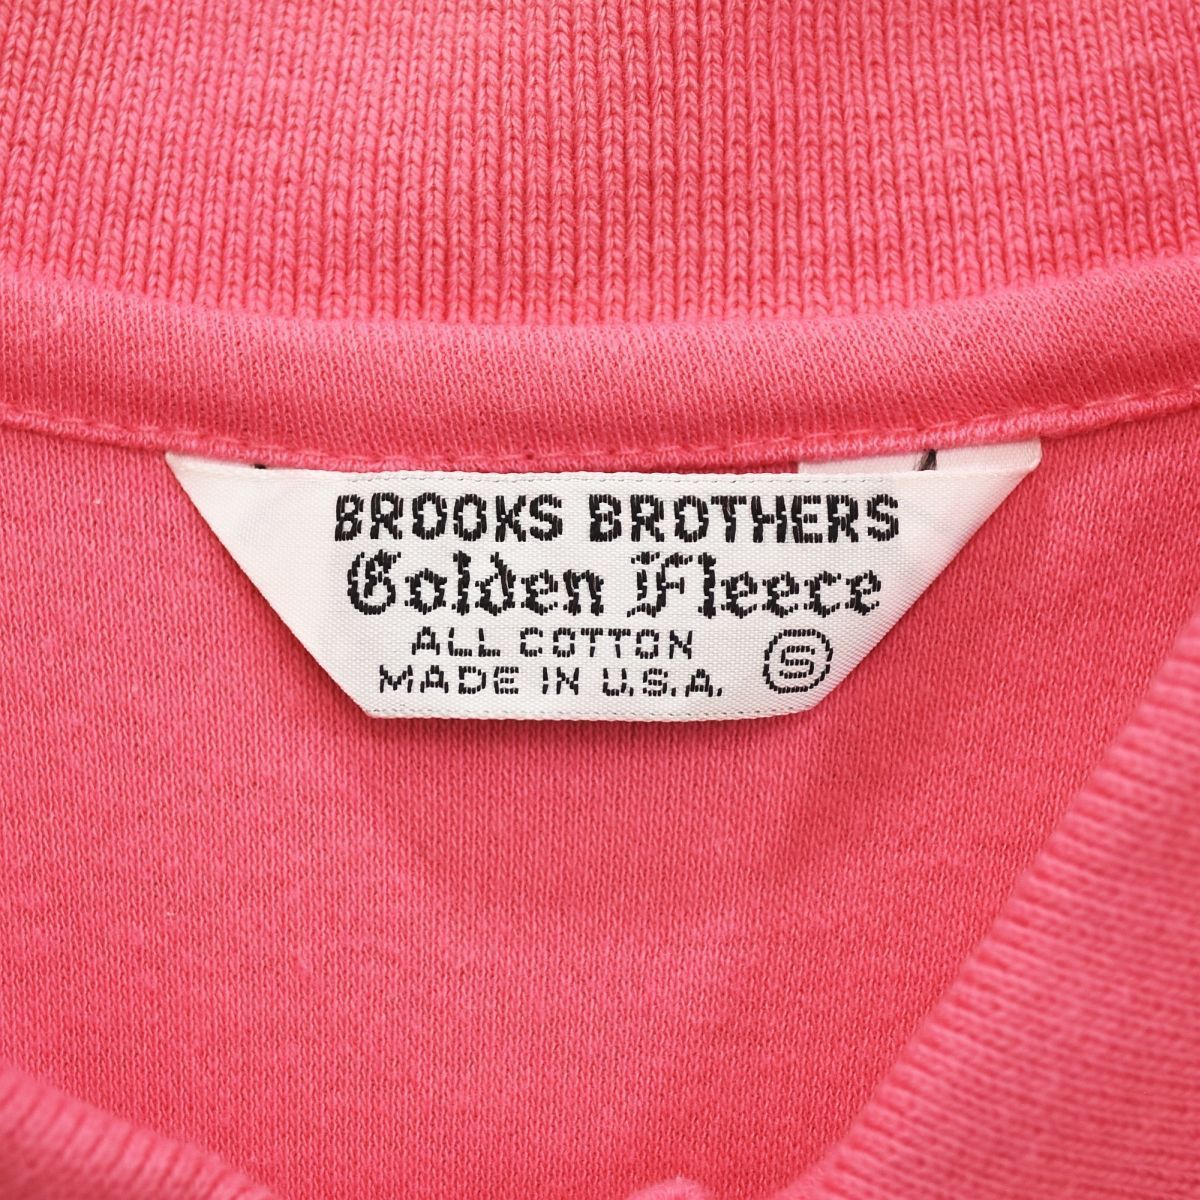 BROOKS BROTHERS
Golden Fleece
ALL COTTON
MADE IN U.S.A.
S